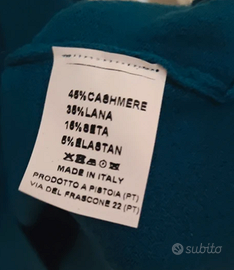 45%CASHMERE
35%LANA
15%SETA
5%ELASTAN
MADE IN ITALY
PRODOTTO A PISTOIA (PT)
VIA DEL FRASCONE 22 (PT)
subito